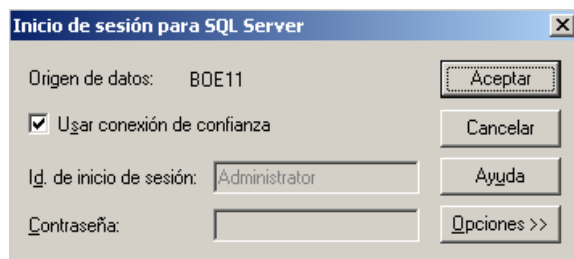 Inicio de sesión para SQL Server
Origen de datos: BOE11
Aceptar
Usar conexión de confianza
Cancelar
Id. de inicio de sesión: Administrator
Ayuda
Contraseña:
Opciones >>